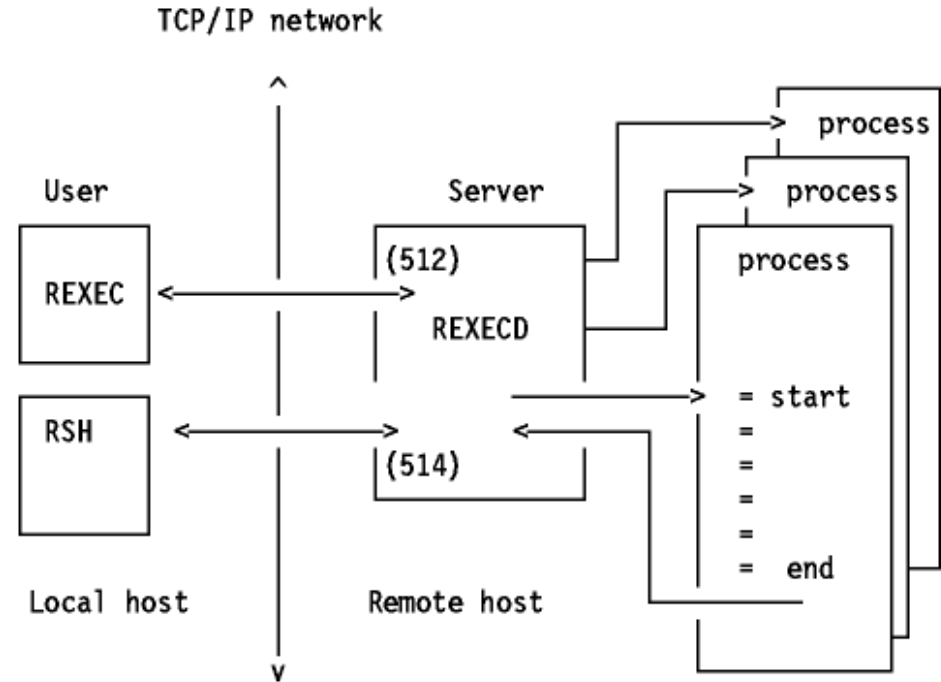 TCP/IP network
process
User
Server
process
(512)
process
REXEC
REXECD
= start
RSH
=
(514)
=
=
=
= end
Local host
Remote host